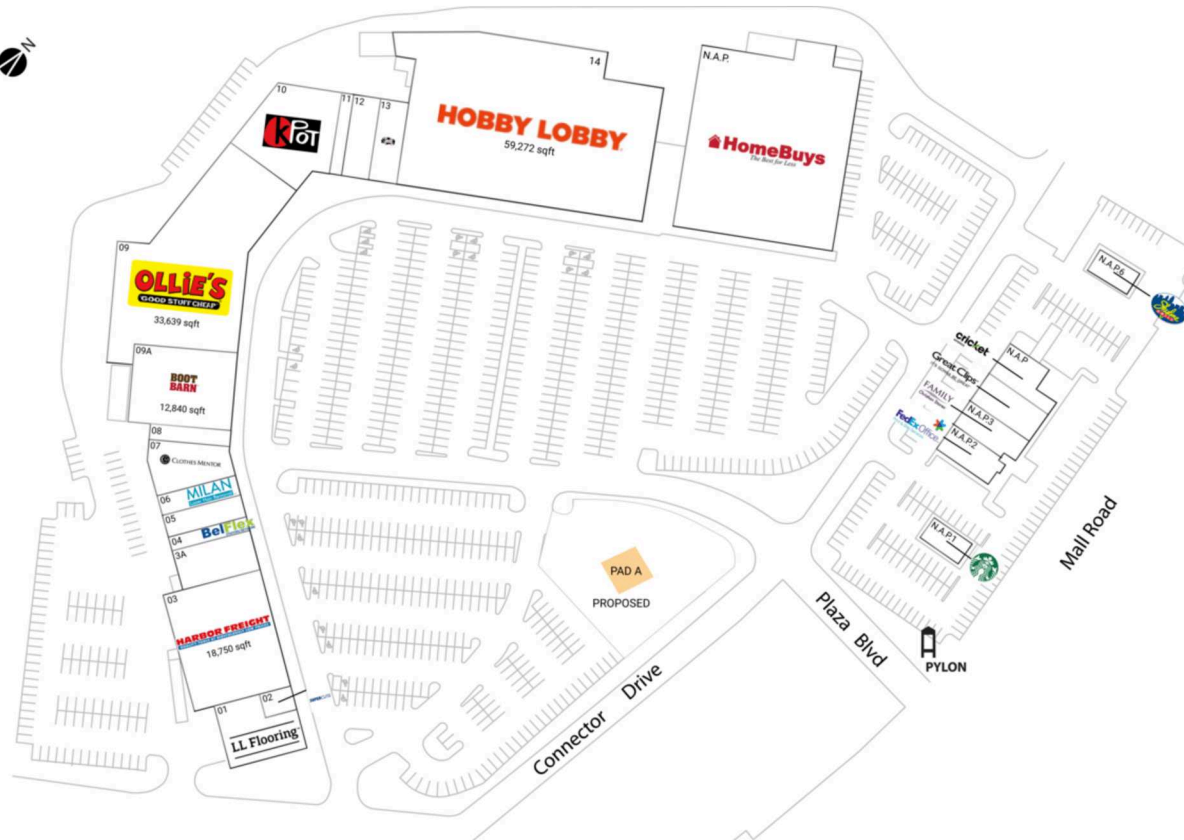 N
14
N.A.P.
HOBBY LOBBY
59,272 sqft
HomeBuys
The Best for Less
10
11
12
13
KPOT
09
OLLiE'S
GOOD STUFF CHEAP
33,639 sqft
09A
BOOT
BARN
12,840 sqft
08
07
CLOTHES MENTOR
06
MILAN
05
BelFlex
04
3A
03
HARBOR FREIGHT
18,750 sqft
02
01
LL Flooring
PAD A
PROPOSED
N.A.P.6
cricket
N.A.P
Great Clips
FAMILY
N.A.P.3
FedEx Office
N.A.P.2
N.A.P.1
Mall Road
Plaza Blvd
PYLON
Connector Drive